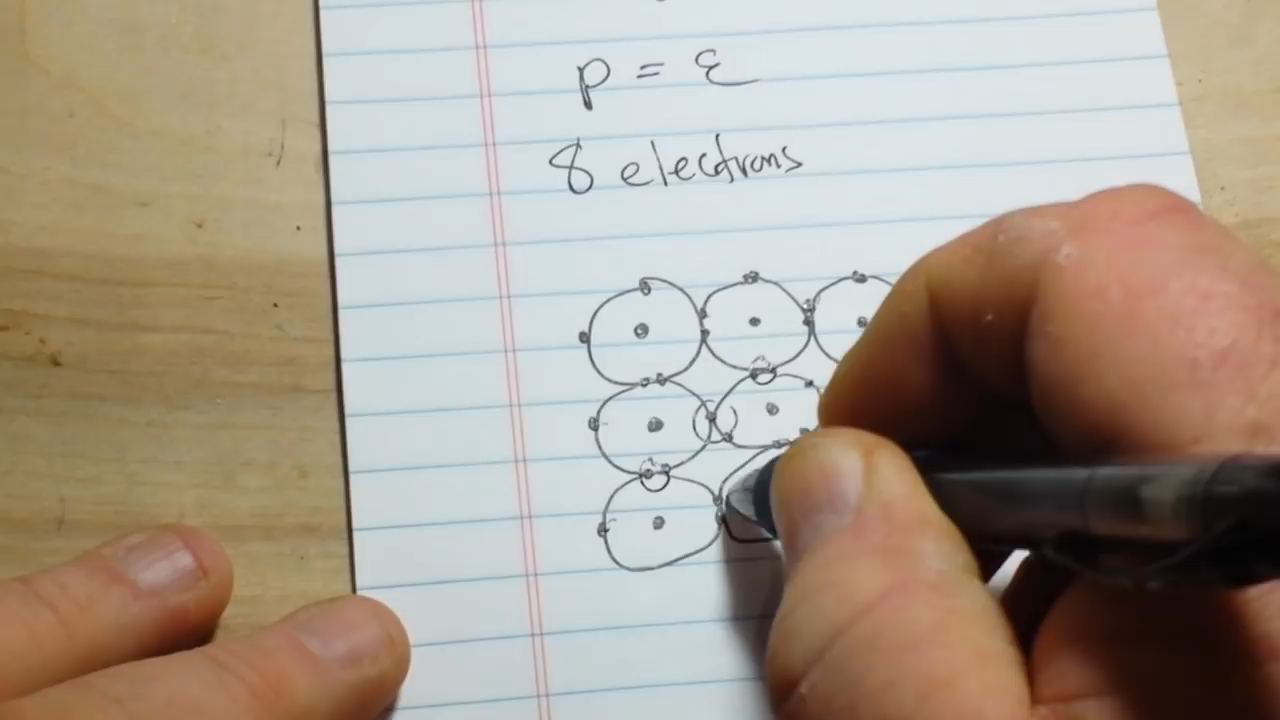 p = ε
8 electrons